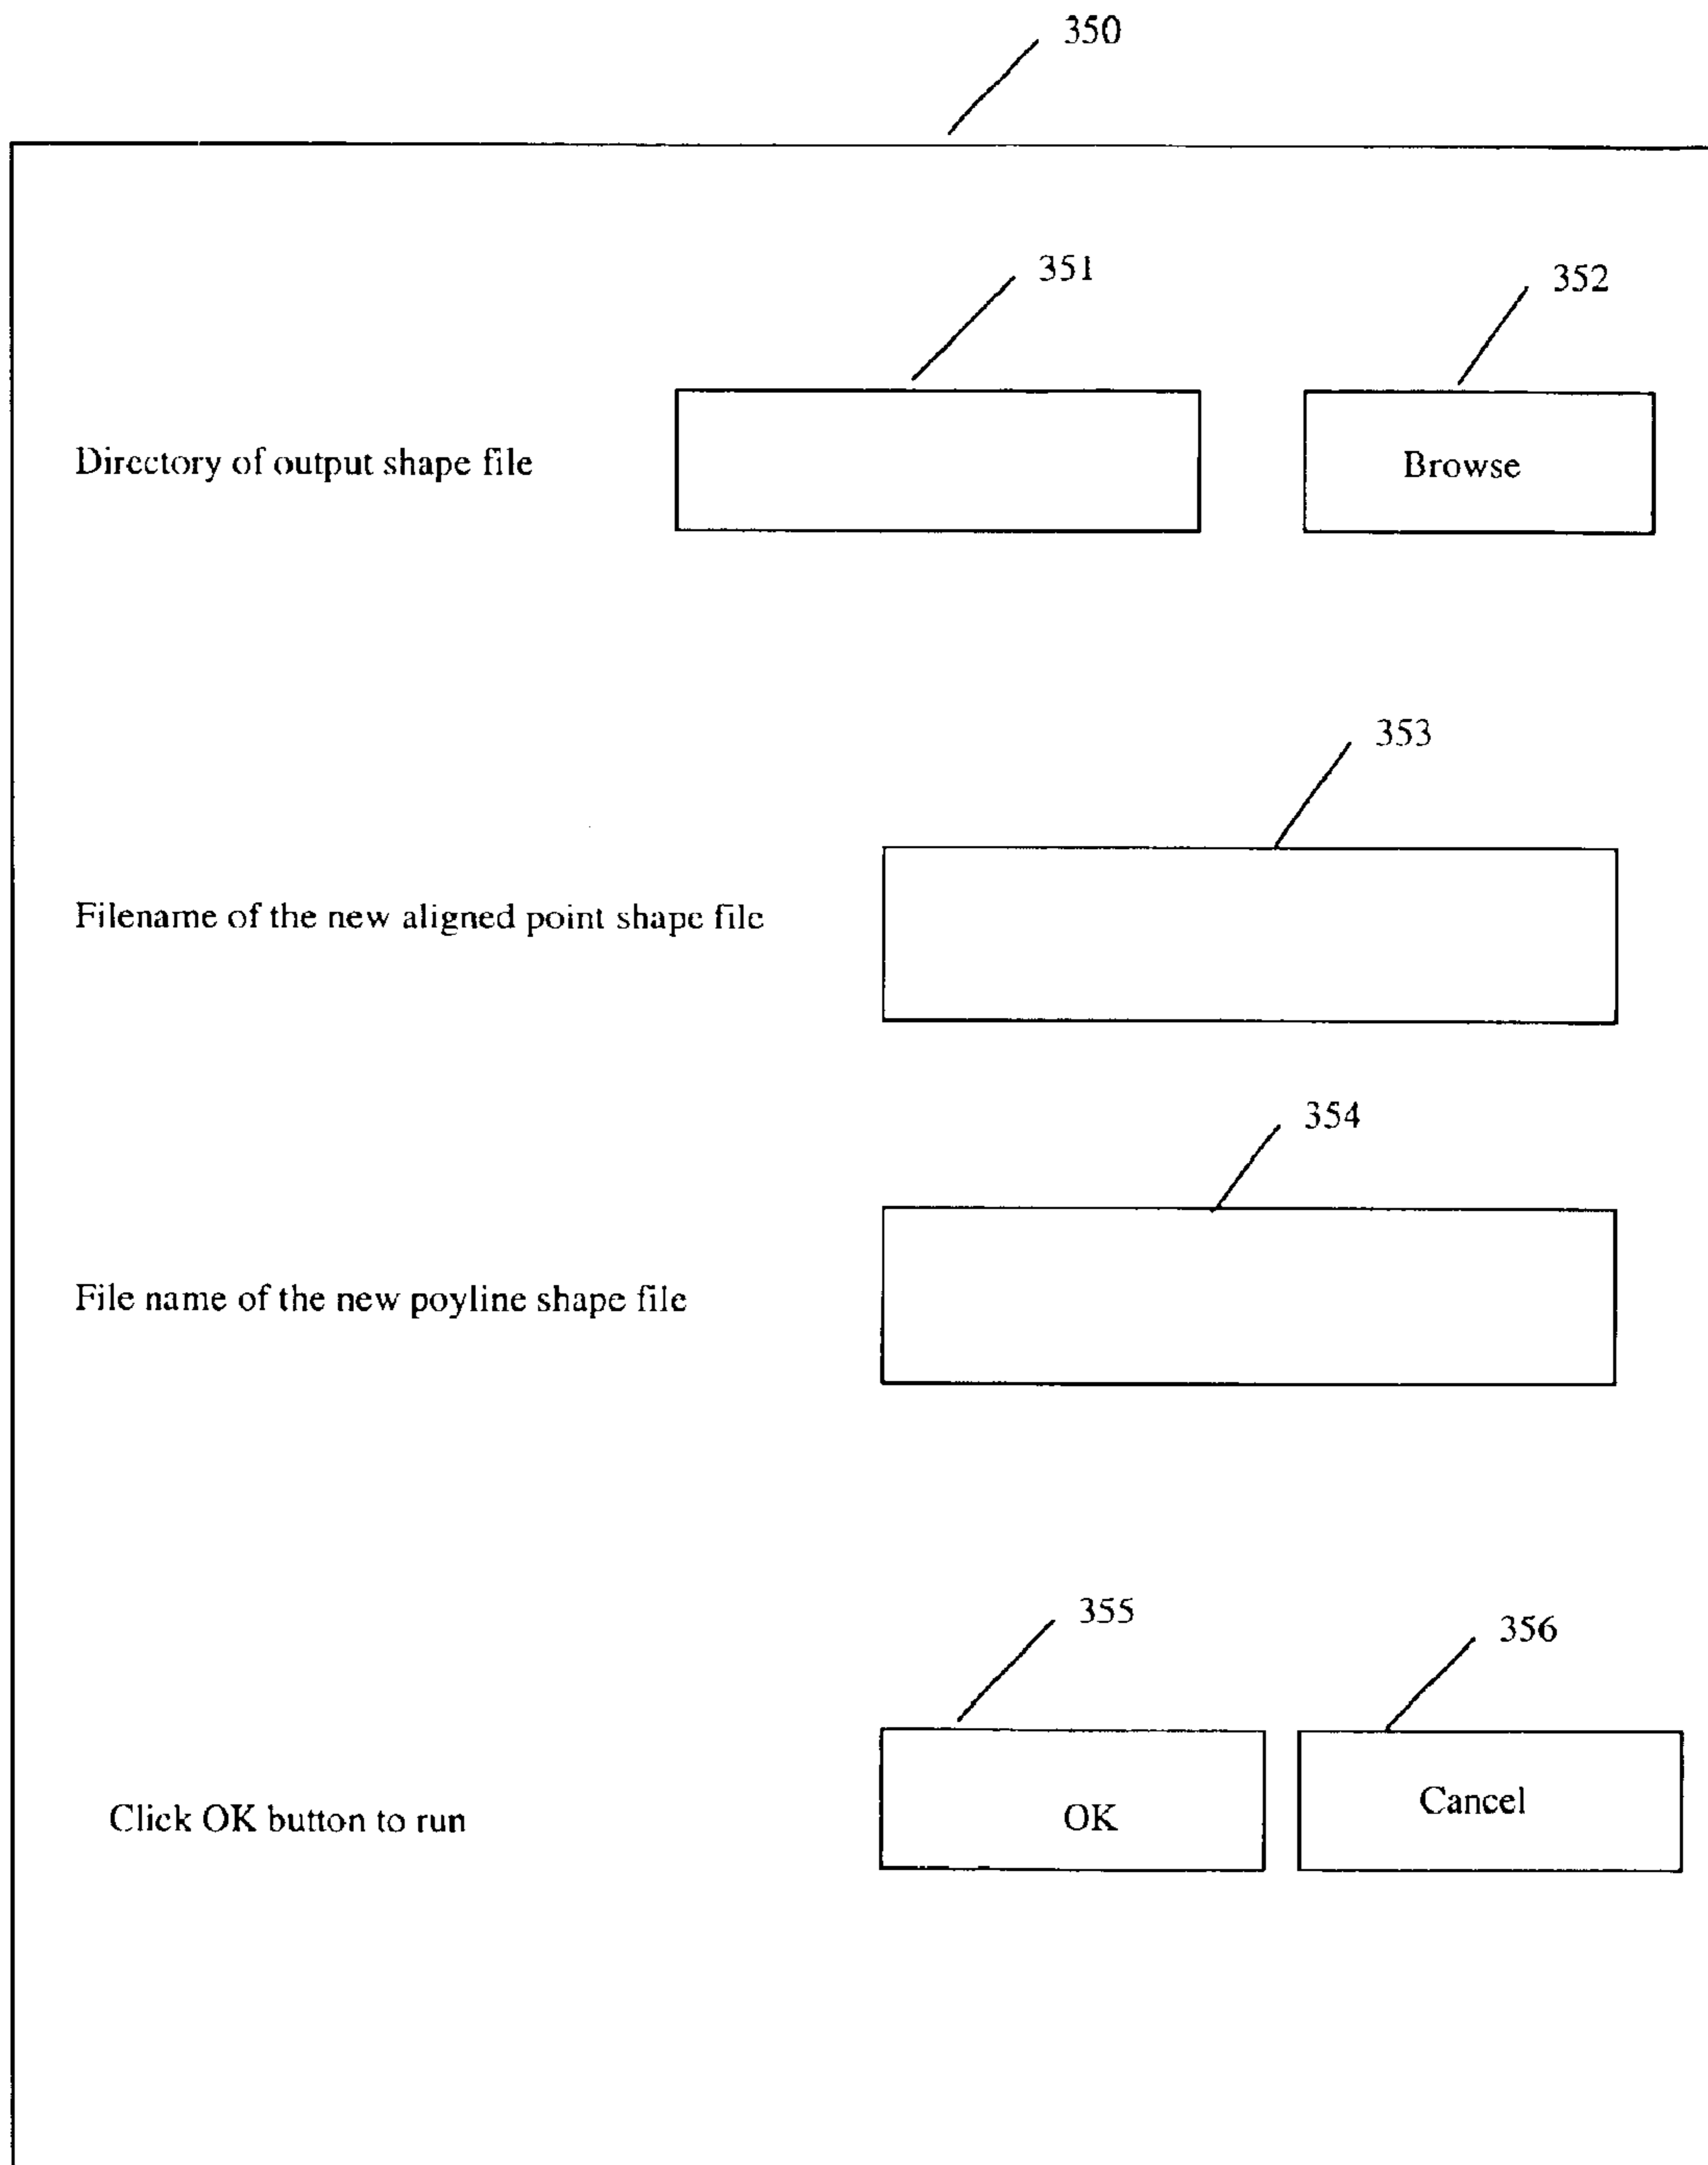 350
351
352
Directory of output shape file
Browse
353
Filename of the new aligned point shape file
354
File name of the new poyline shape file
355
356
Click OK button to run
OK
Cancel